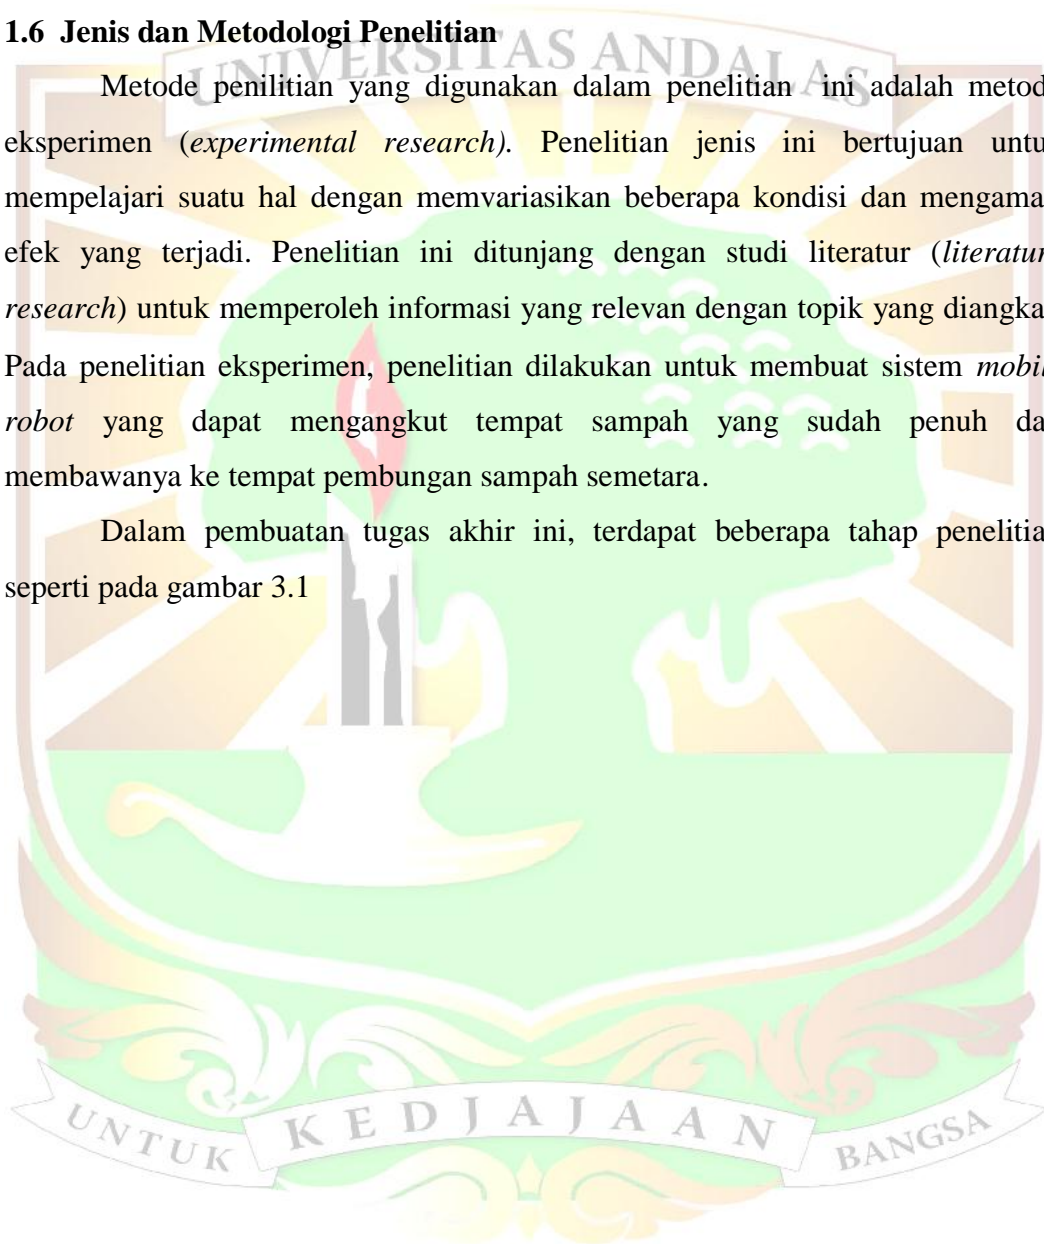 1.6 Jenis dan Metodologi Penelitian
UNIVERSITAS ANDALAS
Metode penilitian yang digunakan dalam penelitian ini adalah metod
eksperimen (experimental research). Penelitian jenis ini bertujuan untu
mempelajari suatu hal dengan memvariasikan beberapa kondisi dan mengama
efek yang terjadi. Penelitian ini ditunjang dengan studi literatur (literatur
research) untuk memperoleh informasi yang relevan dengan topik yang diangka
Pada penelitian eksperimen, penelitian dilakukan untuk membuat sistem mobil
robot yang dapat mengangkut tempat sampah yang sudah penuh da
membawanya ke tempat pembungan sampah semetara.
Dalam pembuatan tugas akhir ini, terdapat beberapa tahap penelitia
seperti pada gambar 3.1
UNTUK KEDJAJAAN BANGSA